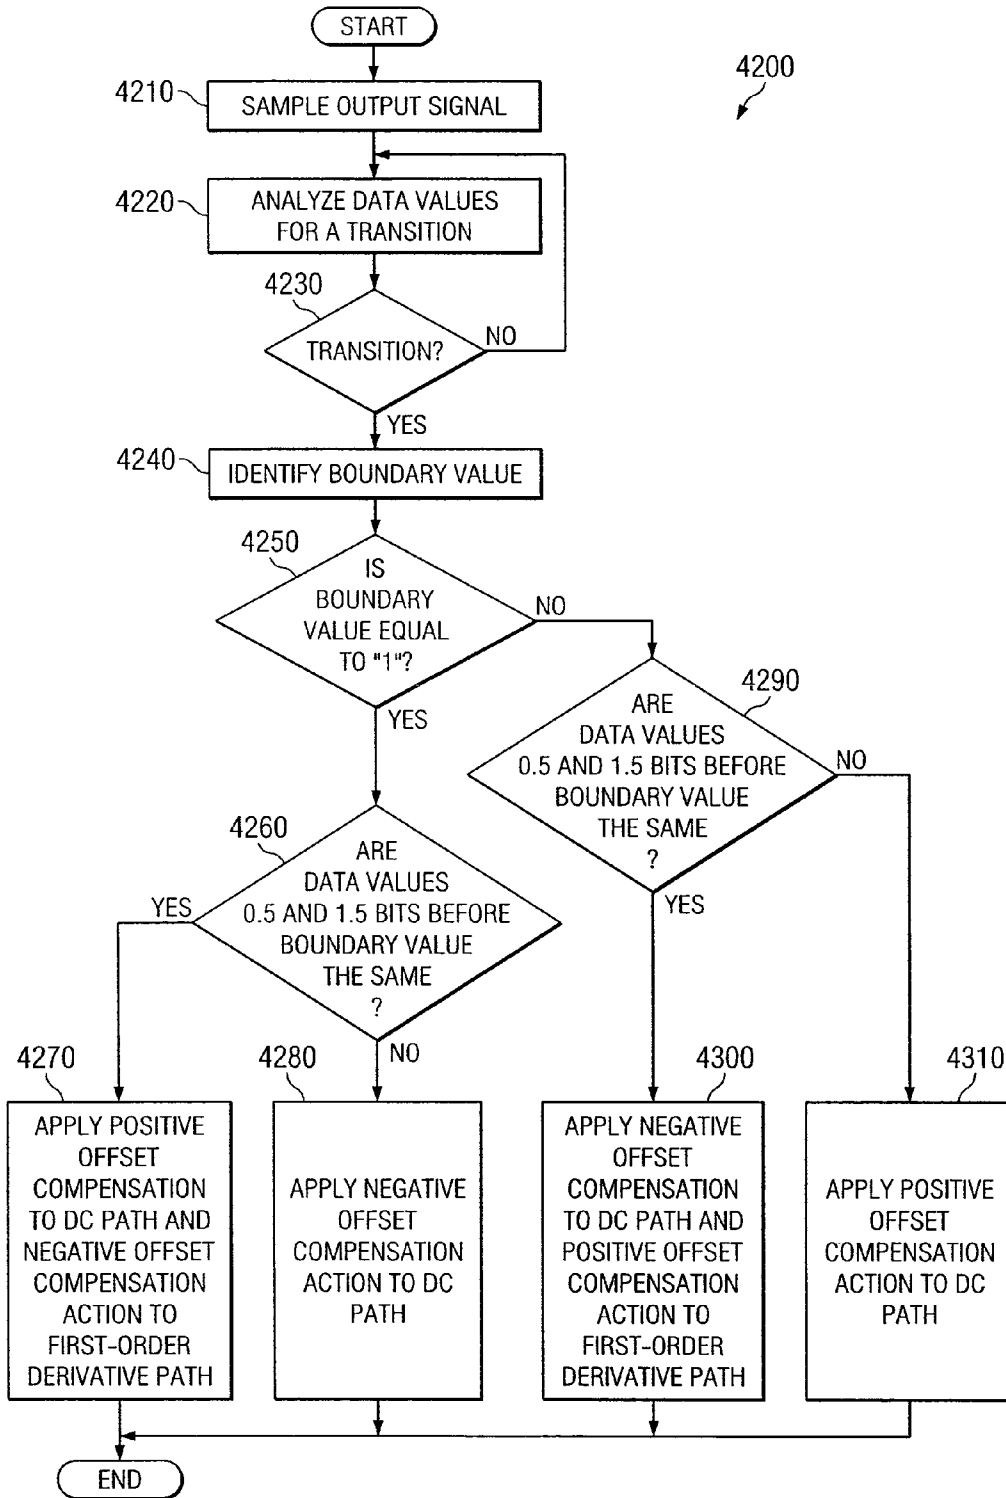 START
4200
4210
SAMPLE OUTPUT SIGNAL
4220
ANALYZE DATA VALUES
FOR A TRANSITION
4230
TRANSITION?
NO
YES
4240
IDENTIFY BOUNDARY VALUE
4250
IS
BOUNDARY
VALUE EQUAL
TO "1"?
NO
YES
4290
ARE
DATA VALUES
0.5 AND 1.5 BITS BEFORE
BOUNDARY VALUE
THE SAME
?
NO
YES
4260
ARE
DATA VALUES
0.5 AND 1.5 BITS BEFORE
BOUNDARY VALUE
THE SAME
?
YES
NO
4270
APPLY POSITIVE
OFFSET
COMPENSATION
TO DC PATH AND
NEGATIVE OFFSET
COMPENSATION
ACTION TO
FIRST-ORDER
DERIVATIVE PATH
4280
APPLY NEGATIVE
OFFSET
COMPENSATION
ACTION TO DC
PATH
4300
APPLY NEGATIVE
OFFSET
COMPENSATION
TO DC PATH AND
POSITIVE OFFSET
COMPENSATION
ACTION TO
FIRST-ORDER
DERIVATIVE PATH
4310
APPLY POSITIVE
OFFSET
COMPENSATION
ACTION TO DC
PATH
END